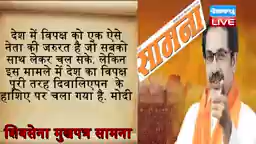 देश में विपक्ष को एक ऐसे
नेता की जरुरत है जो सबको
साथ लेकर चल सके. लेकिन
इस मामले में देश का विपक्ष
पूरी तरह दिवालियेपन के
हाशिए पर चला गया है. मोदी
शिवसेना मुखपत्र सामना
सामना
LIVE